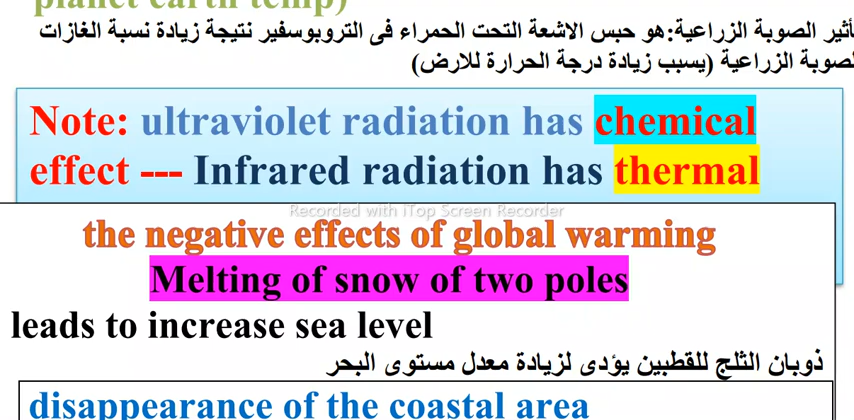 planet earth temp)
تأثير الصوبة الزراعية:هو حبس الاشعة التحت الحمراء فى التروبوسفير نتيجة زيادة نسبة الغازات
الصوبة الزراعية (يسبب زيادة درجة الحرارة للارض)
Note: ultraviolet radiation has chemical
effect --- Infrared radiation has thermal
Recorded with iTop Screen Recorder
the negative effects of global warming
Melting of snow of two poles
leads to increase sea level
ذوبان الثلج للقطبين يؤدى لزيادة معدل مستوى البحر
disappearance of the coastal area